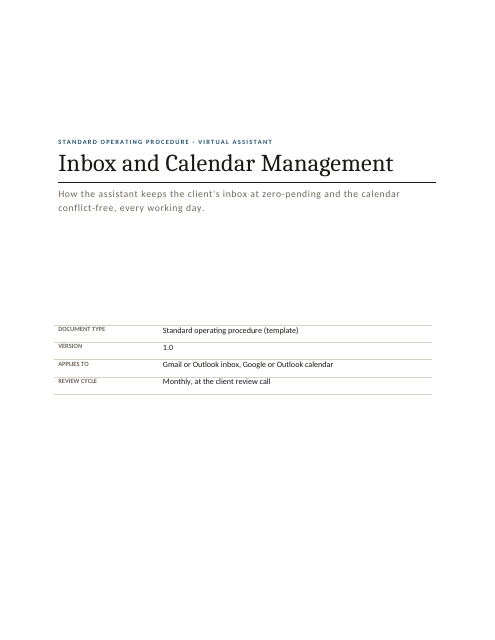 STANDARD OPERATING PROCEDURE · VIRTUAL ASSISTANT
Inbox and Calendar Management
How the assistant keeps the client's inbox at zero-pending and the calendar
conflict-free, every working day.
DOCUMENT TYPE Standard operating procedure (template)
VERSION 1.0
APPLIES TO Gmail or Outlook inbox, Google or Outlook calendar
REVIEW CYCLE Monthly, at the client review call